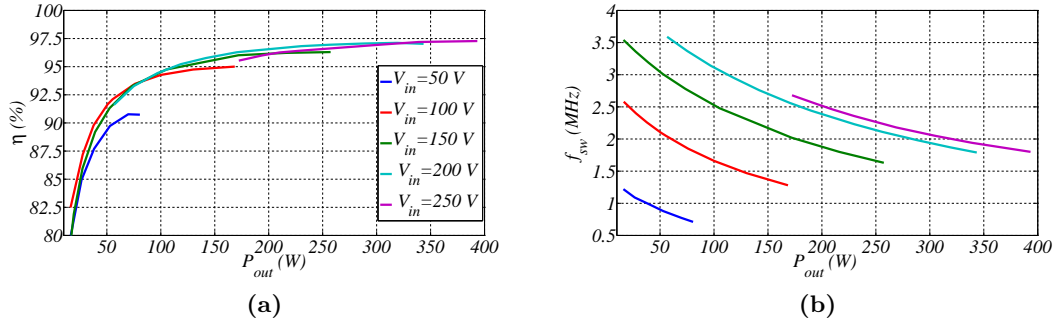 100
97.5
95
92.5
90
87.5
85
82.5
80
η (%)
50 100 150 200 250 300 350 400
P_out (W)
V_in=50 V
V_in=100 V
V_in=150 V
V_in=200 V
V_in=250 V
(a)
4
3.5
3
2.5
2
1.5
1
0.5
f_sw (MHz)
50 100 150 200 250 300 350 400
P_out (W)
(b)